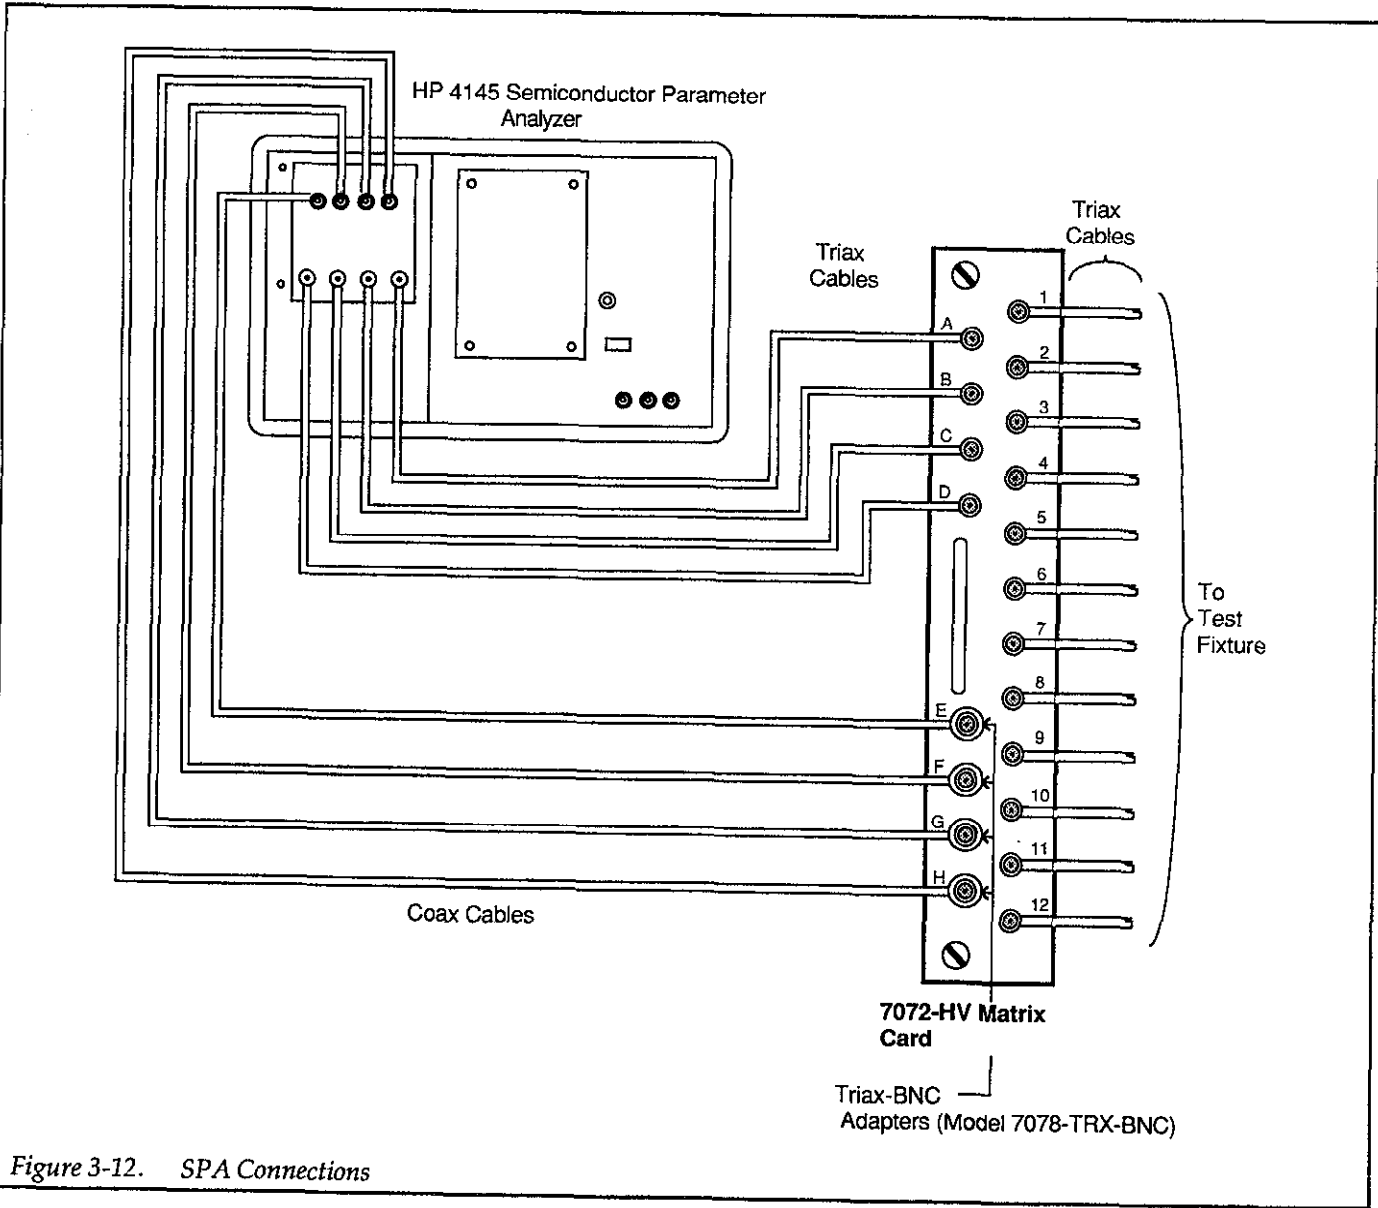 HP 4145 Semiconductor Parameter
Analyzer
Triax
Cables
Triax
Cables
A
B
C
D
E
F
G
H
1
2
3
4
5
6
7
8
9
10
11
12
To
Test
Fixture
Coax Cables
7072-HV Matrix
Card
Triax-BNC
Adapters (Model 7078-TRX-BNC)
Figure 3-12. SPA Connections